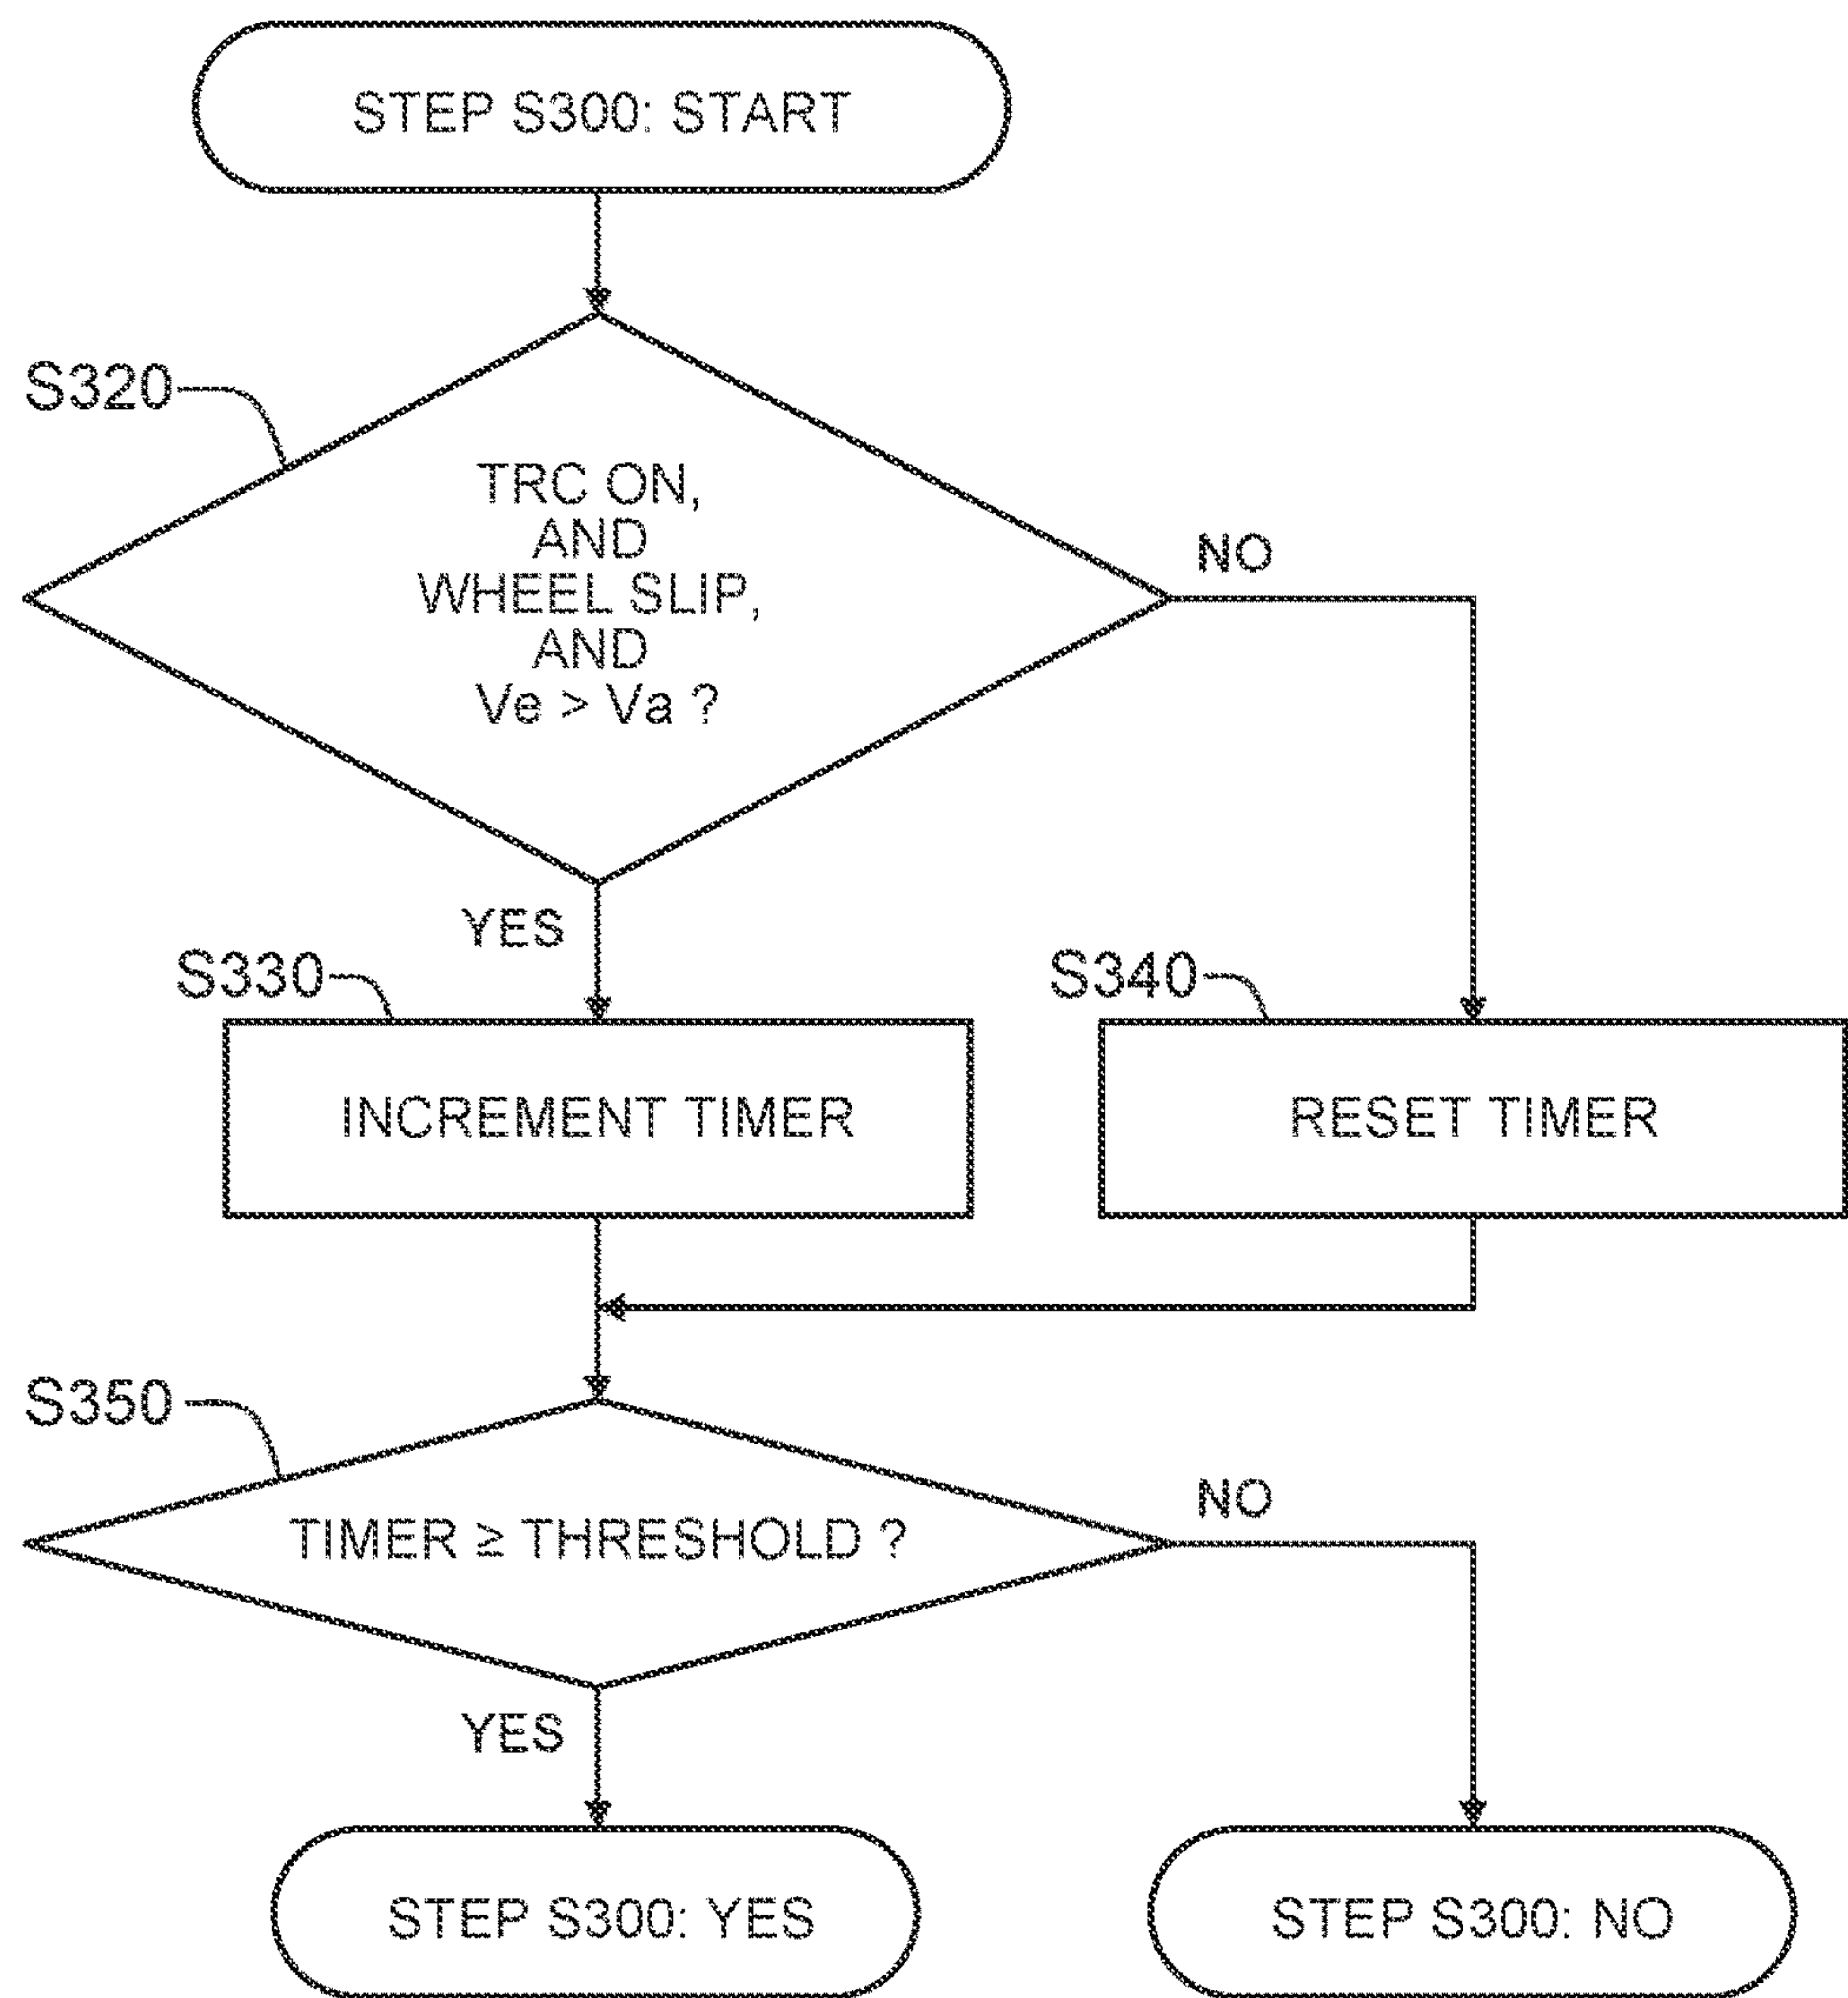 STEP S300: START
S320
TRC ON,
AND
WHEEL SLIP,
AND
Ve > Va ?
NO
YES
S330
S340
INCREMENT TIMER
RESET TIMER
S350
TIMER ≥ THRESHOLD ?
NO
YES
STEP S300: YES
STEP S300: NO